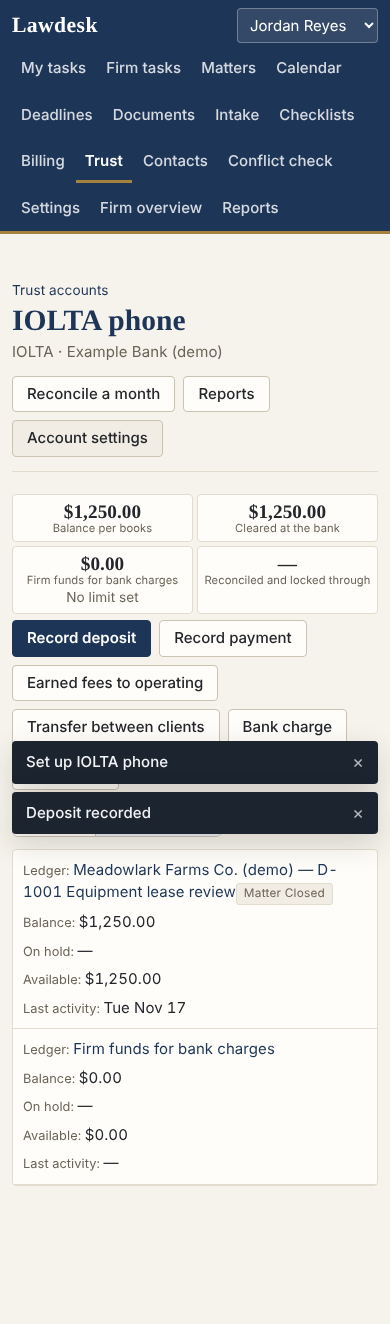 Lawdesk
Jordan Reyes
My tasks Firm tasks Matters Calendar
Deadlines Documents Intake Checklists
Billing Trust Contacts Conflict check
Settings Firm overview Reports
Trust accounts
IOLTA phone
IOLTA · Example Bank (demo)
Reconcile a month Reports
Account settings
$1,250.00 $1,250.00
Balance per books Cleared at the bank
$0.00 —
Firm funds for bank charges Reconciled and locked through
No limit set
Record deposit Record payment
Earned fees to operating
Transfer between clients Bank charge
Set up IOLTA phone ×
Deposit recorded ×
Ledger: Meadowlark Farms Co. (demo) — D-
1001 Equipment lease review Matter Closed
Balance: $1,250.00
On hold: —
Available: $1,250.00
Last activity: Tue Nov 17
Ledger: Firm funds for bank charges
Balance: $0.00
On hold: —
Available: $0.00
Last activity: —